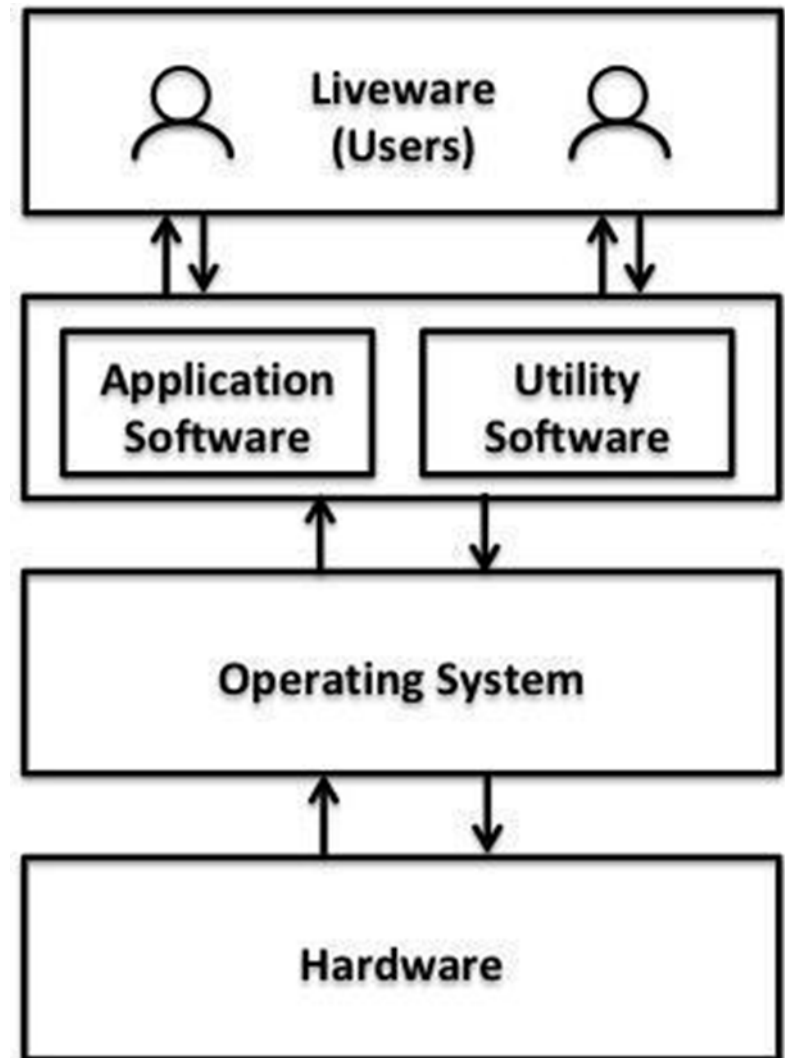 Liveware
(Users)
Application
Software
Utility
Software
Operating System
Hardware